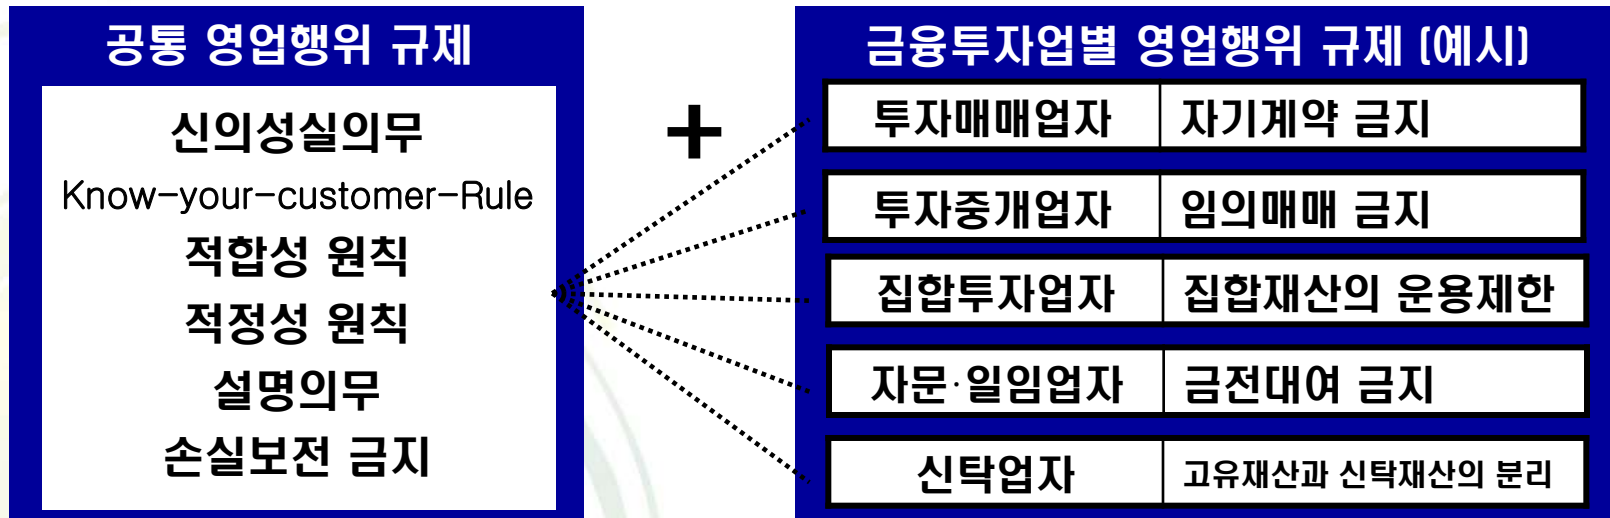 공통 영업행위 규제
신의성실의무
Know-your-customer-Rule
적합성 원칙
적정성 원칙
설명의무
손실보전 금지
+
금융투자업별 영업행위 규제 (예시)
투자매매업자 자기계약 금지
투자중개업자 임의매매 금지
집합투자업자 집합재산의 운용제한
자문·일임업자 금전대여 금지
신탁업자 고유재산과 신탁재산의 분리